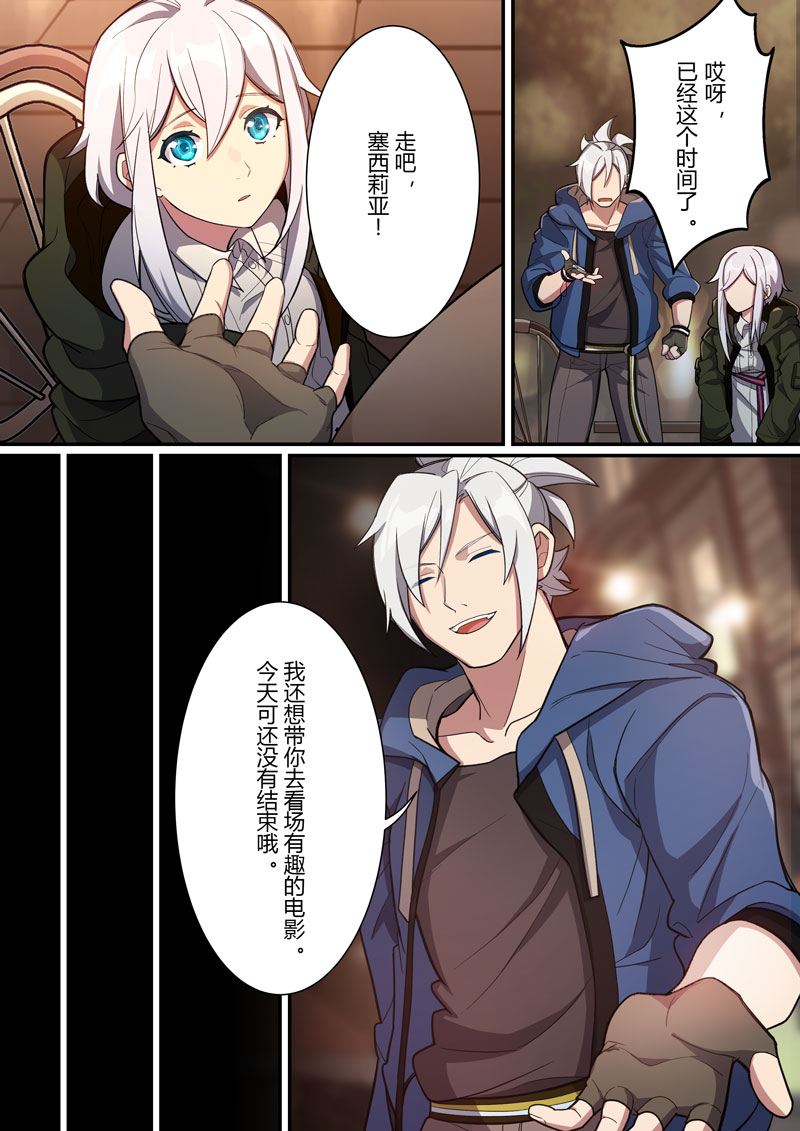 哎呀，
已经这个时间了。
走吧，
塞西莉亚！
我还想带你去看场有趣的电影。
今天可还没有结束哦。